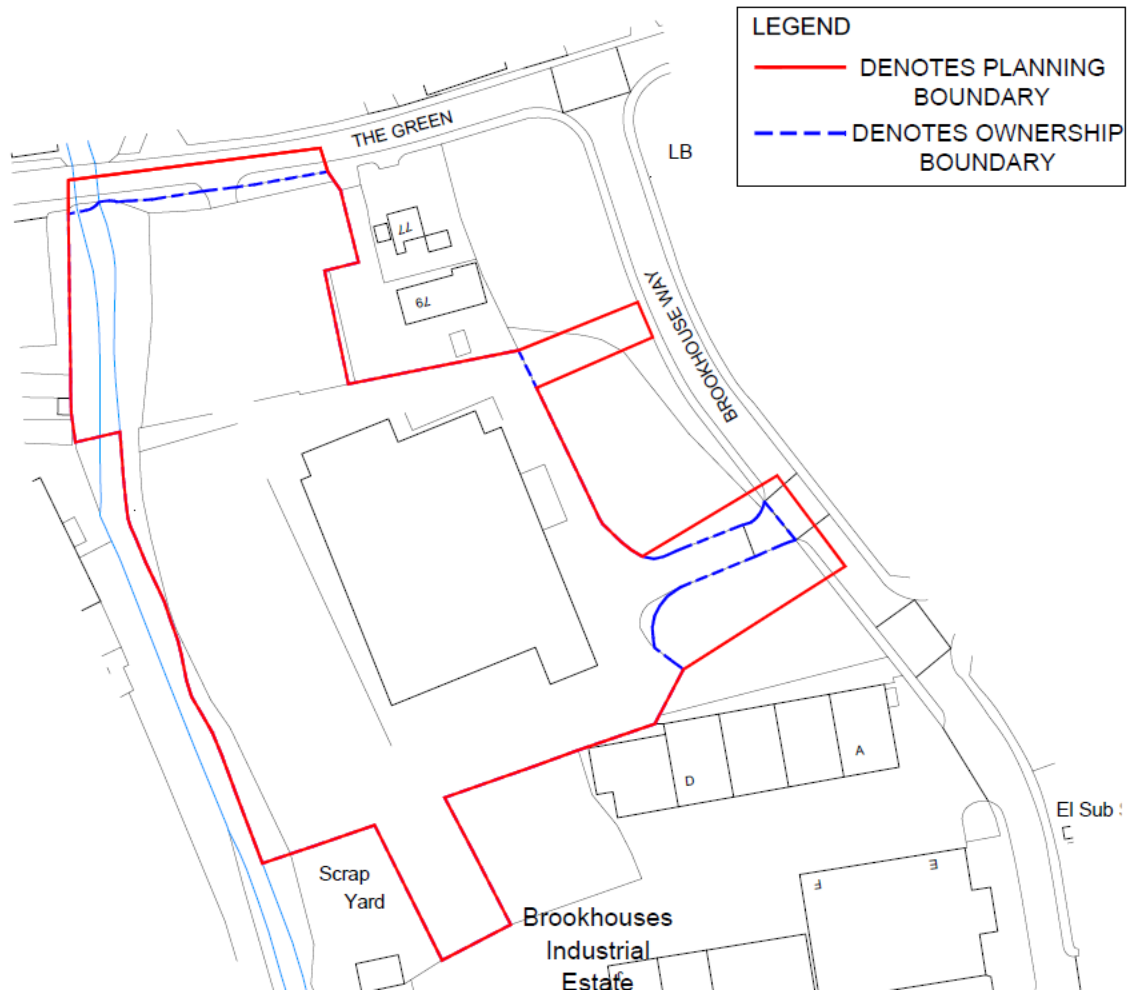 LEGEND
DENOTES PLANNING
BOUNDARY
DENOTES OWNERSHIP
BOUNDARY
THE GREEN
LB
77
79
BROOKHOUSE WAY
A
D
El Sub
E
F
Scrap
Yard
Brookhouses
Industrial
Estate